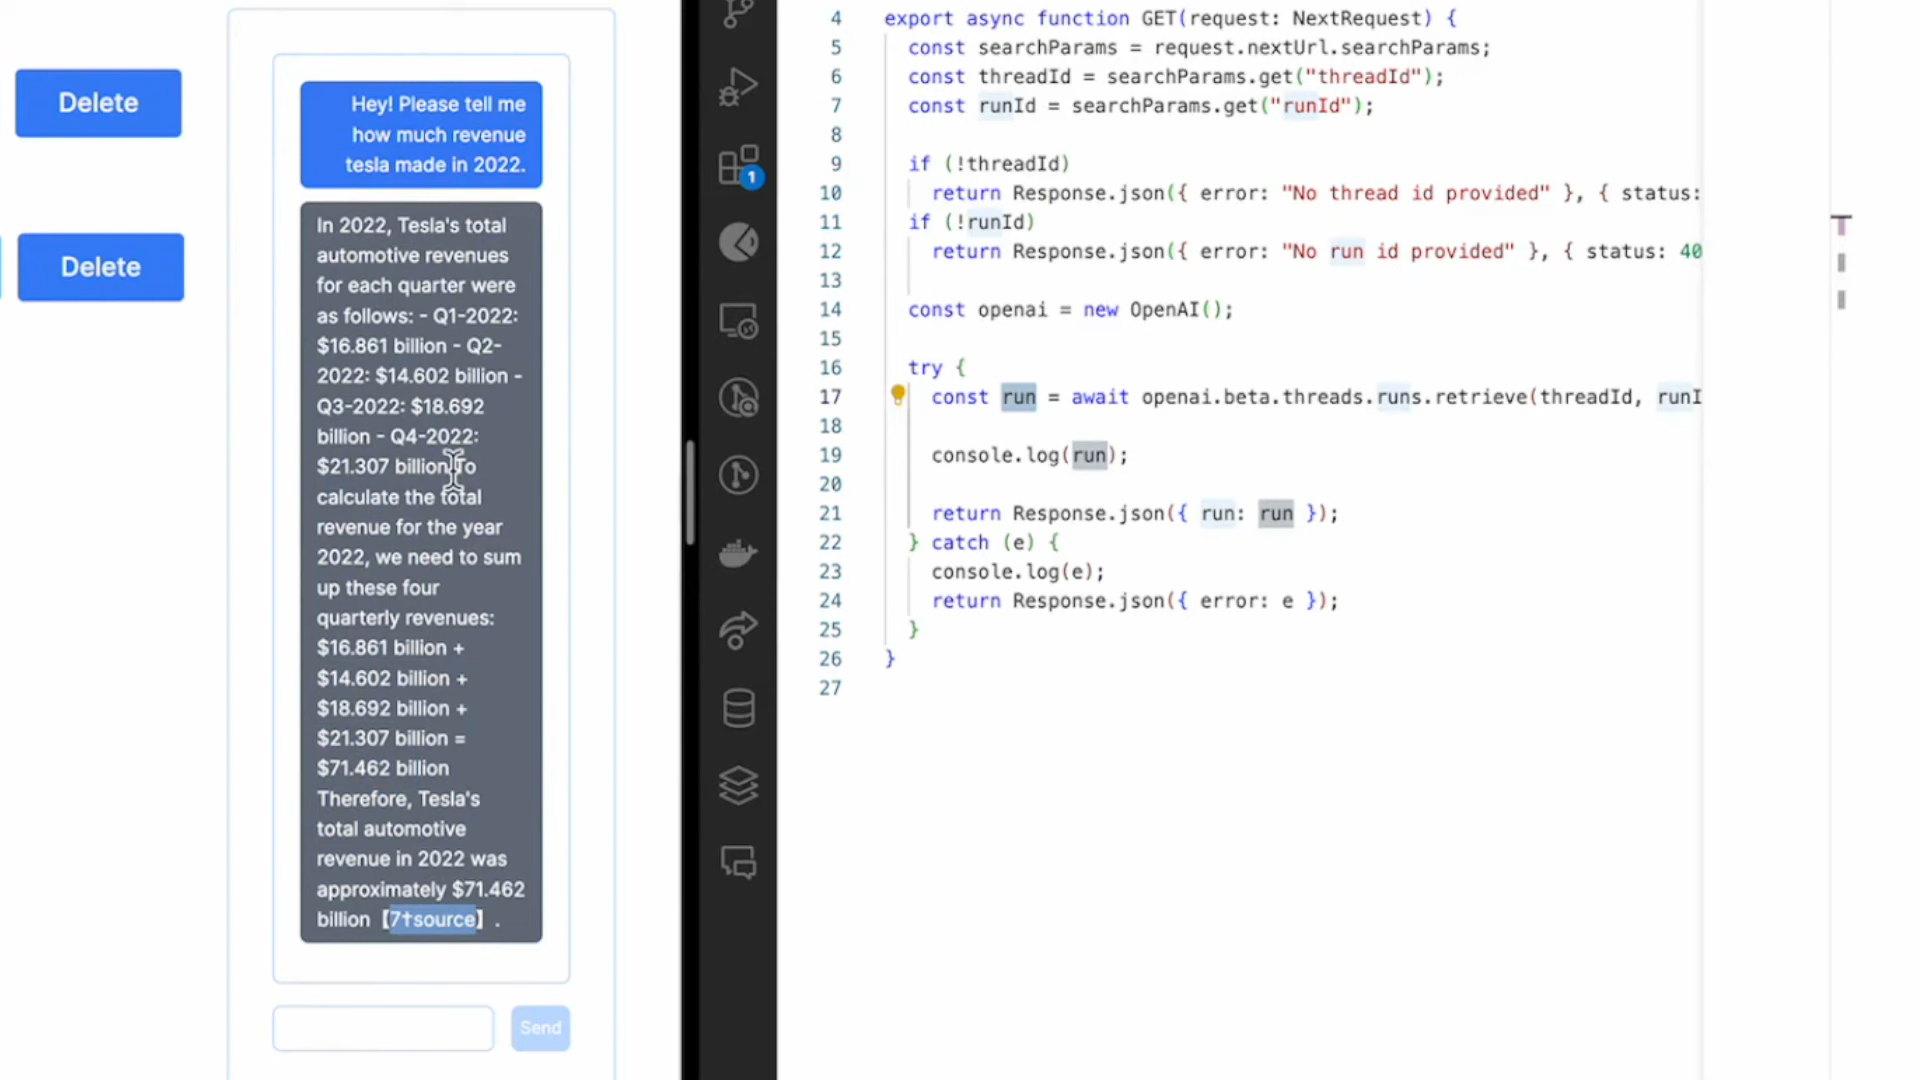 Delete
Delete
Hey! Please tell me
how much revenue
tesla made in 2022.
In 2022, Tesla's total
automotive revenues
for each quarter were
as follows: - Q1-2022:
$16.861 billion - Q2-
2022: $14.602 billion -
Q3-2022: $18.692
billion - Q4-2022:
$21.307 billion To
calculate the total
revenue for the year
2022, we need to sum
up these four
quarterly revenues:
$16.861 billion +
$14.602 billion +
$18.692 billion +
$21.307 billion =
$71.462 billion
Therefore, Tesla's
total automotive
revenue in 2022 was
approximately $71.462
billion【7†source】.
Send
1
4 export async function GET(request: NextRequest) {
5 const searchParams = request.nextUrl.searchParams;
6 const threadId = searchParams.get("threadId");
7 const runId = searchParams.get("runId");
8
9 if (!threadId)
10 return Response.json({ error: "No thread id provided" }, { status:
11 if (!runId)
12 return Response.json({ error: "No run id provided" }, { status: 40
13
14 const openai = new OpenAI();
15
16 try {
17 const run = await openai.beta.threads.runs.retrieve(threadId, runI
18
19 console.log(run);
20
21 return Response.json({ run: run });
22 } catch (e) {
23 console.log(e);
24 return Response.json({ error: e });
25 }
26 }
27